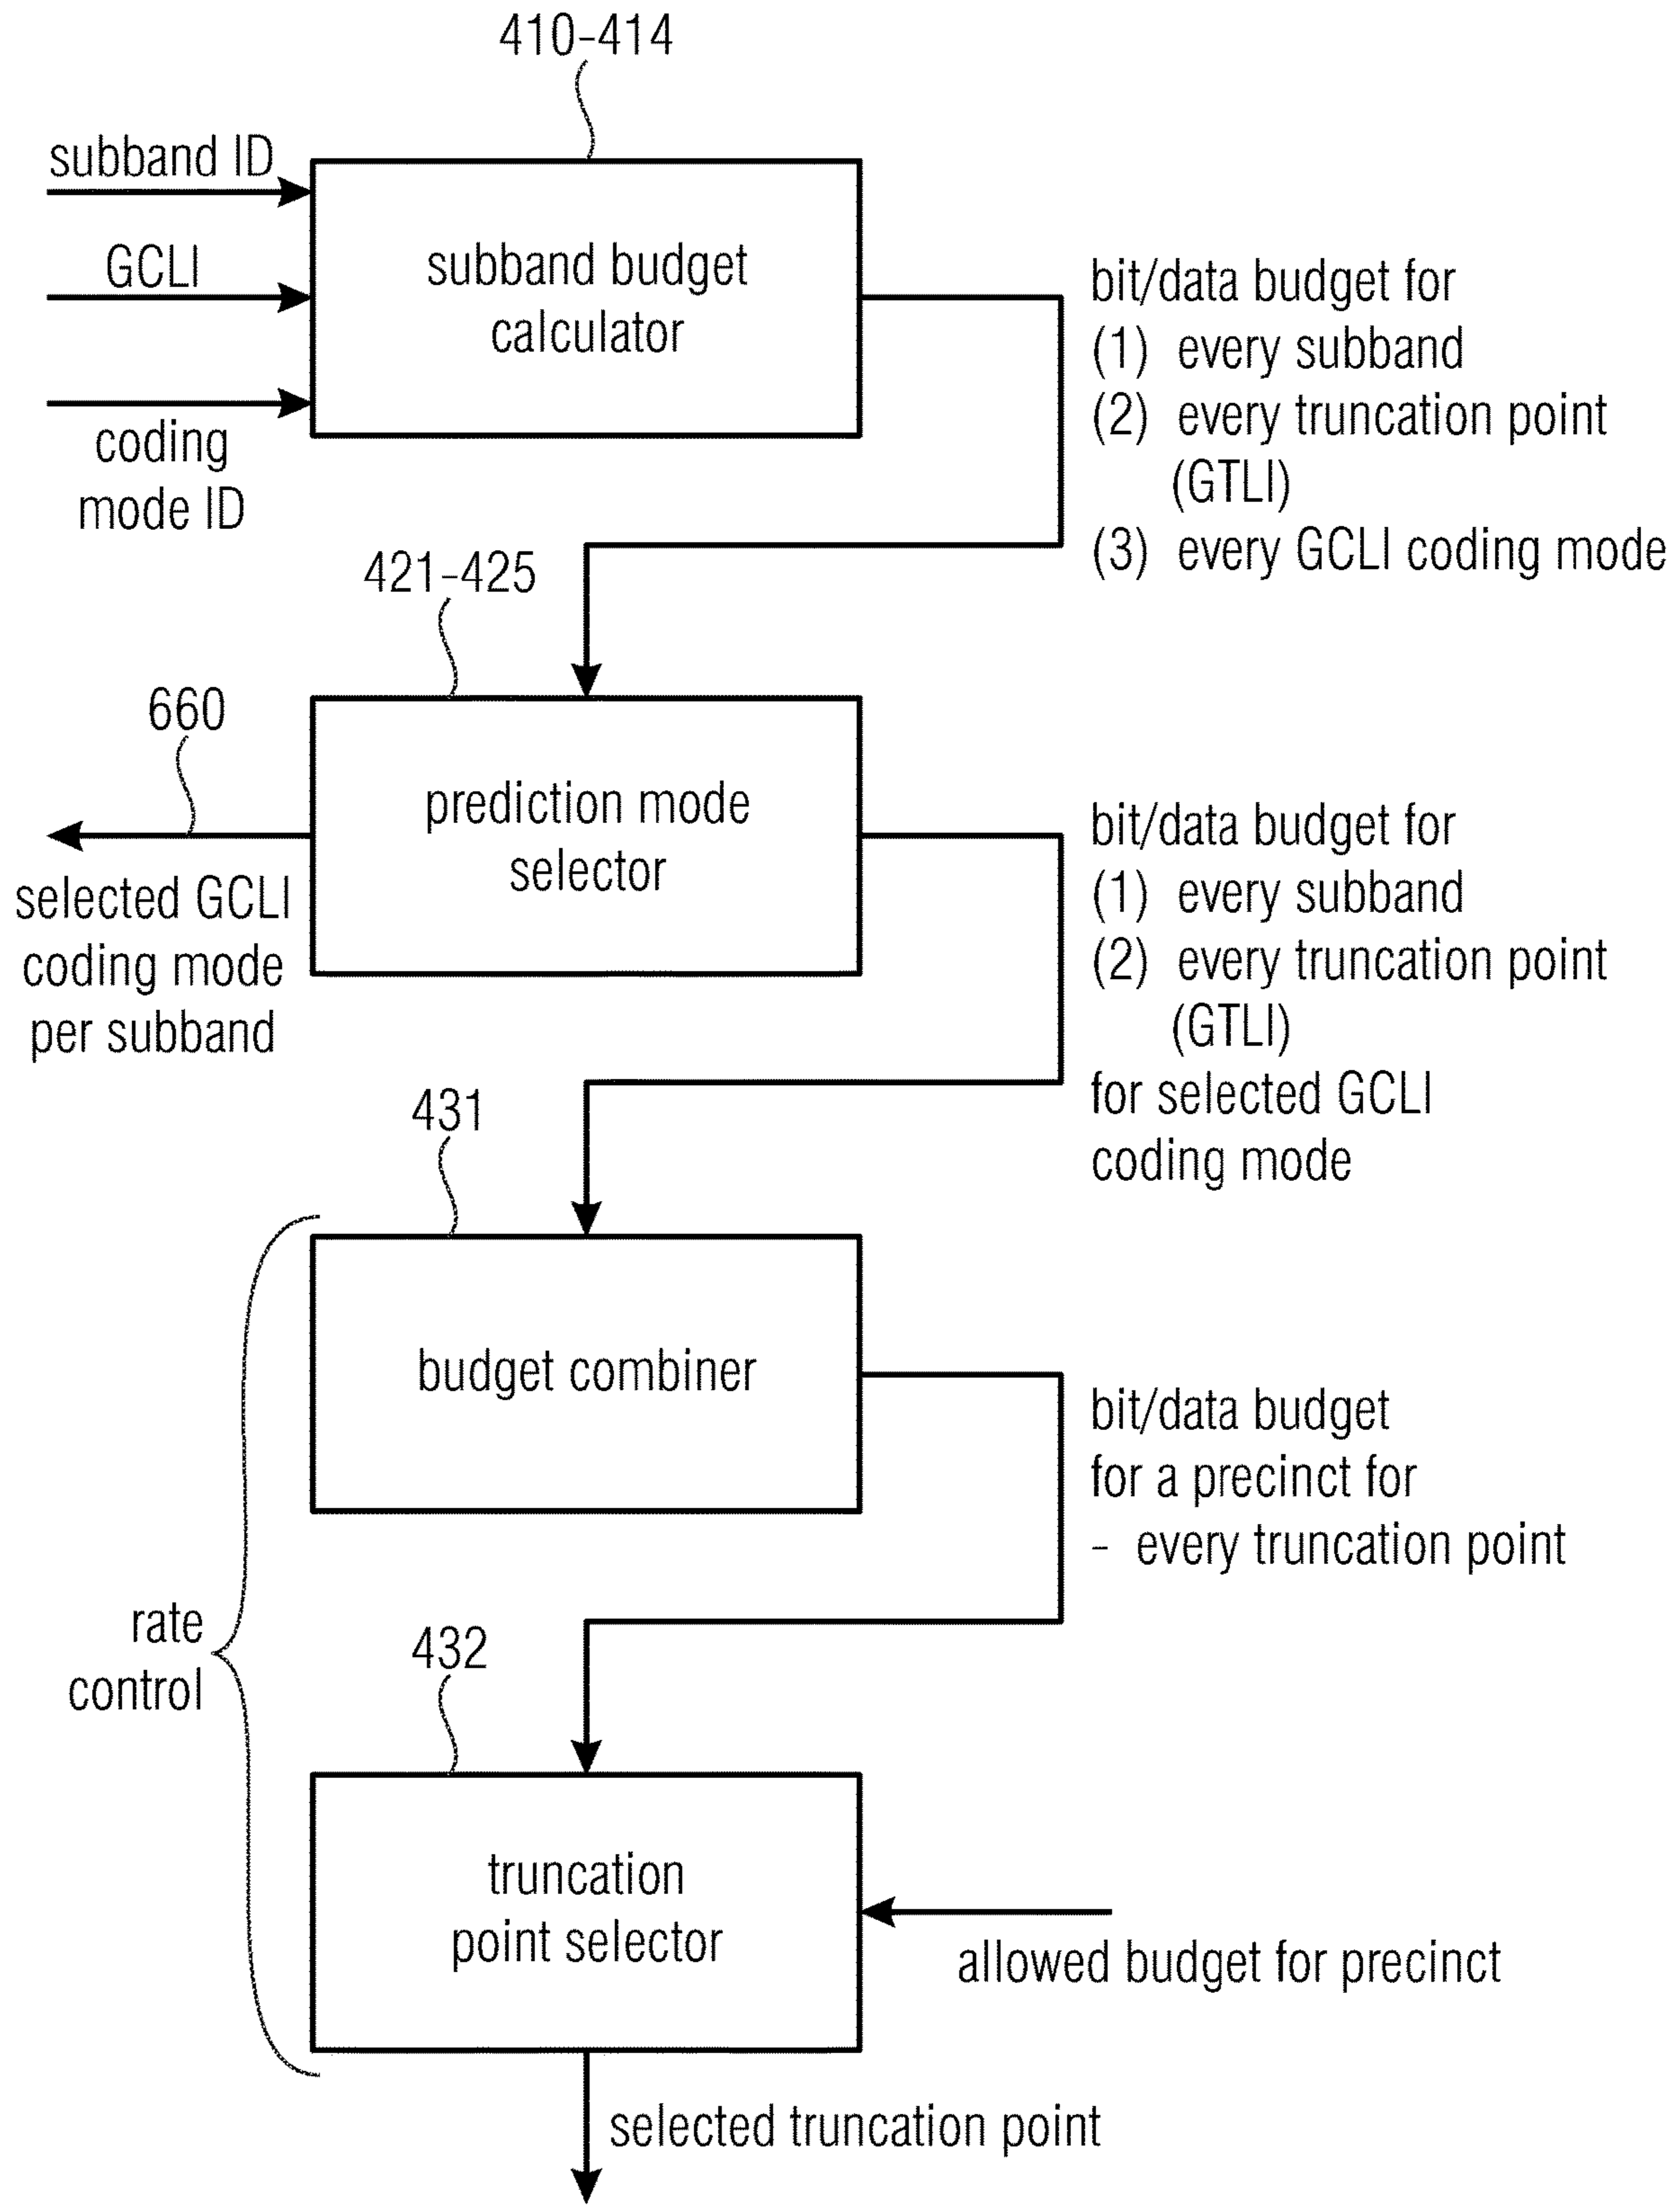 410-414
subband ID
GCLI
coding
mode ID
subband budget
calculator
bit/data budget for
(1) every subband
(2) every truncation point
(GTLI)
(3) every GCLI coding mode
421-425
660
prediction mode
selector
selected GCLI
coding mode
per subband
bit/data budget for
(1) every subband
(2) every truncation point
(GTLI)
for selected GCLI
coding mode
431
budget combiner
bit/data budget
for a precinct for
- every truncation point
rate
control
432
truncation
point selector
allowed budget for precinct
selected truncation point